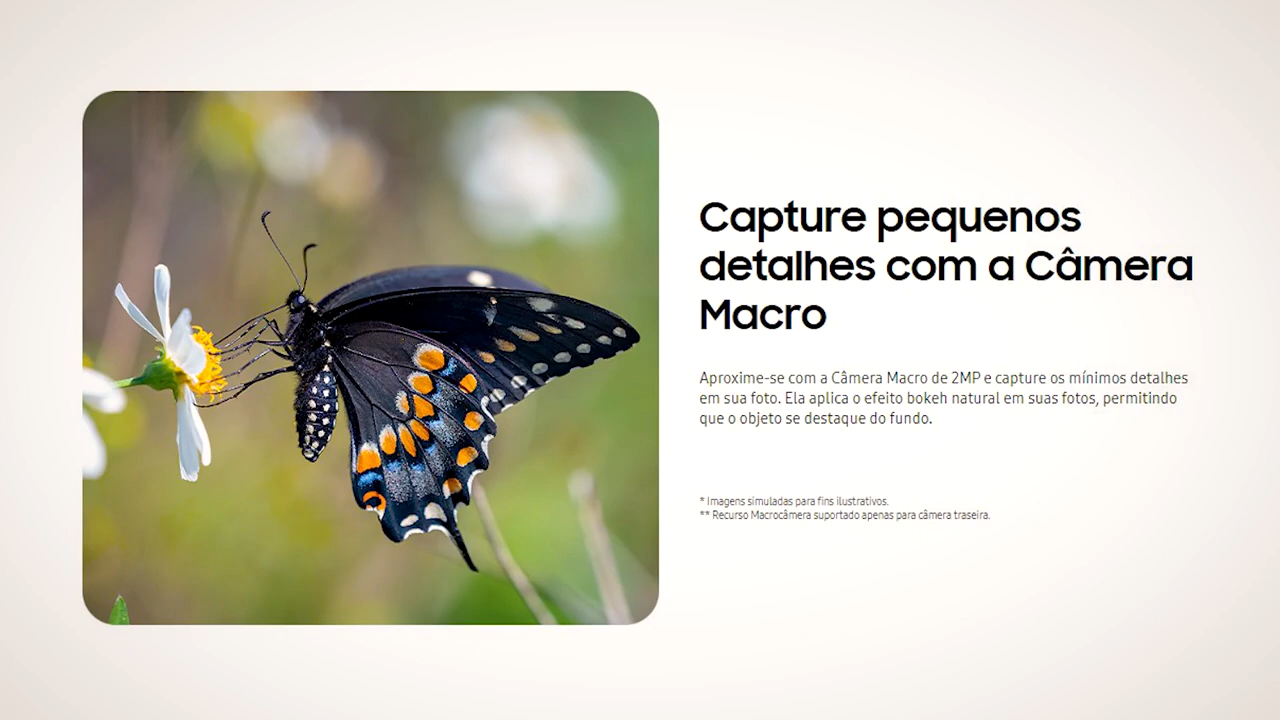 Capture pequenos
detalhes com a Câmera
Macro
Aproxime-se com a Câmera Macro de 2MP e capture os mínimos detalhes
em sua foto. Ela aplica o efeito bokeh natural em suas fotos, permitindo
que o objeto se destaque do fundo.
* Imagens simuladas para fins ilustrativos.
** Recurso Macrocâmera suportado apenas para câmera traseira.